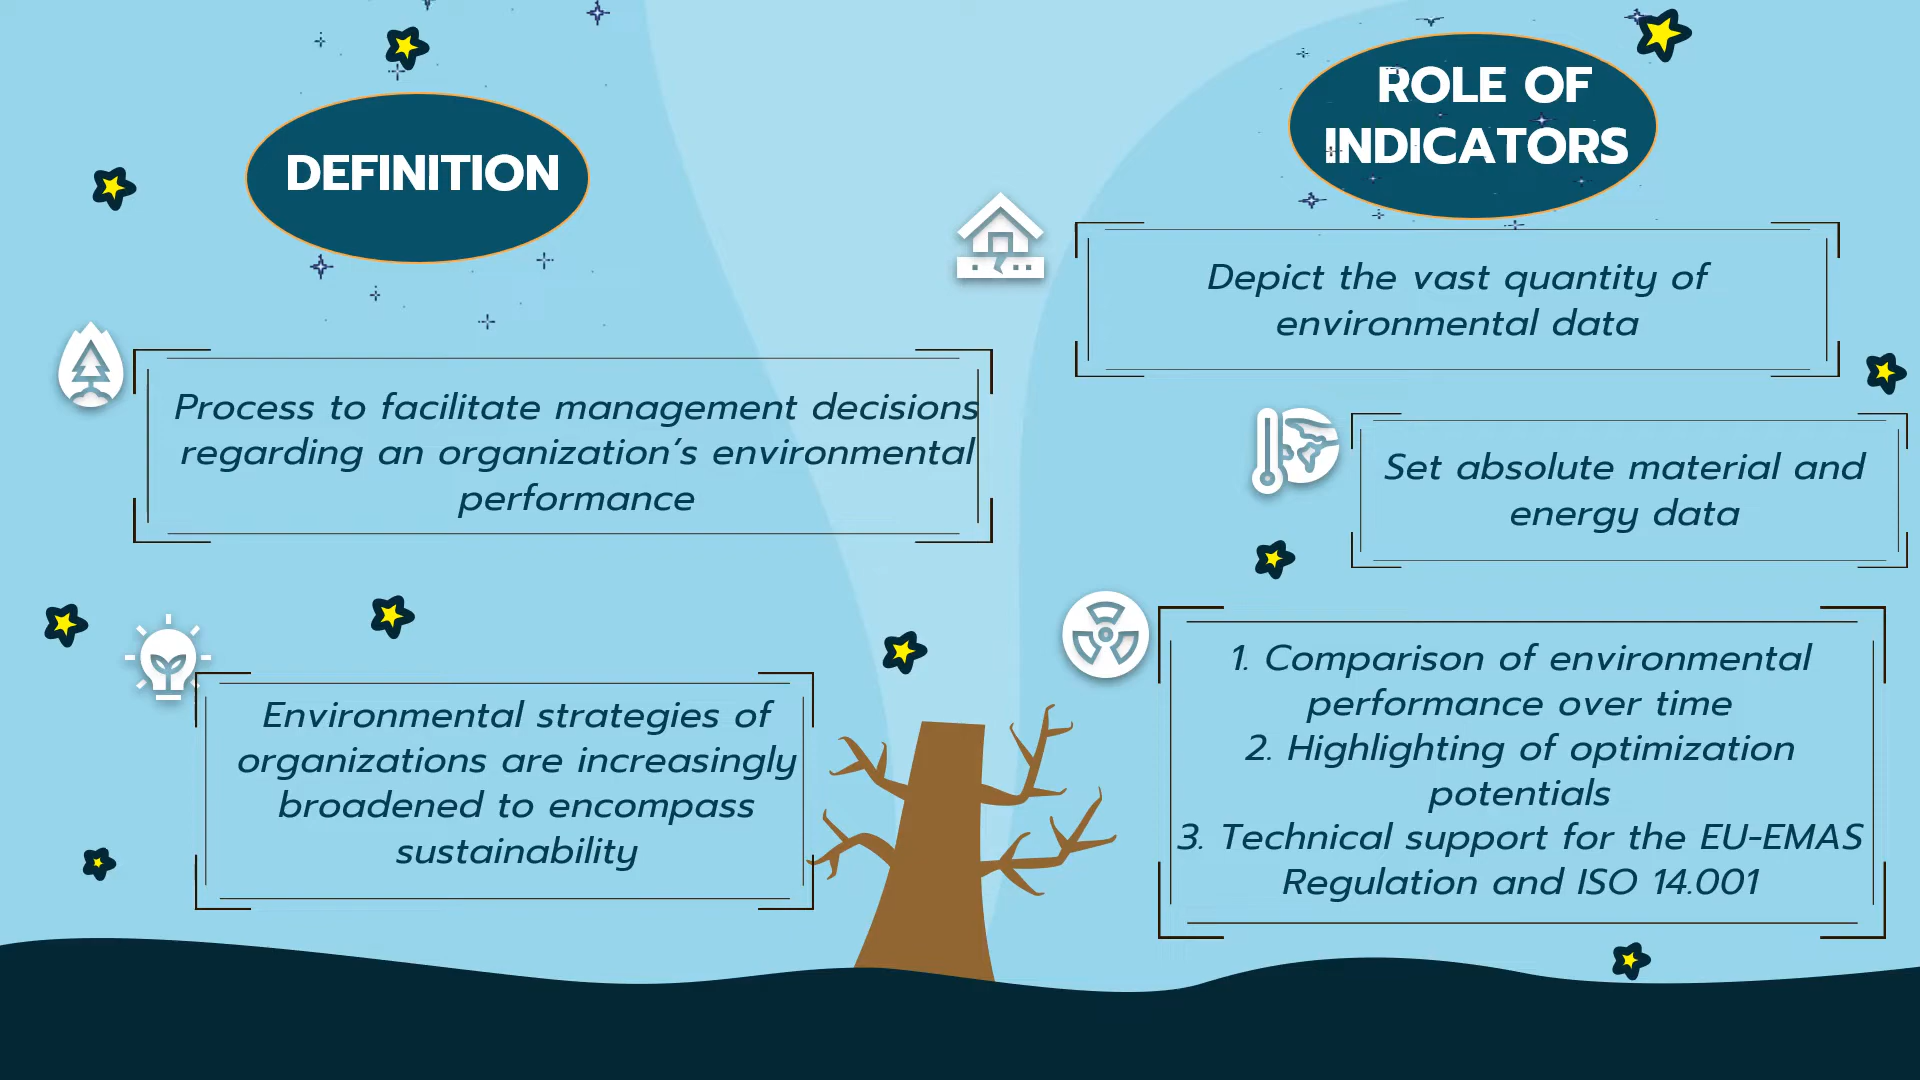 DEFINITION
Process to facilitate management decisions
regarding an organization’s environmental
performance
Environmental strategies of
organizations are increasingly
broadened to encompass
sustainability
ROLE OF
INDICATORS
Depict the vast quantity of
environmental data
Set absolute material and
energy data
1. Comparison of environmental
performance over time
2. Highlighting of optimization
potentials
3. Technical support for the EU-EMAS
Regulation and ISO 14.001